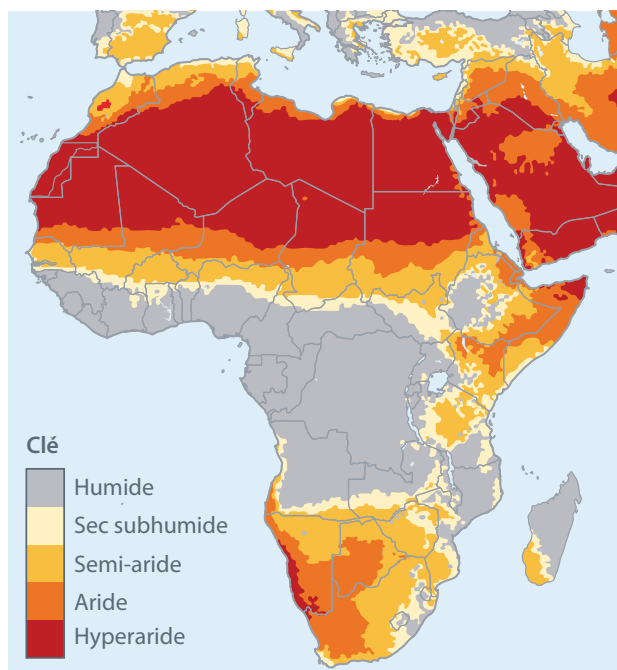 Clé
Humide
Sec subhumide
Semi-aride
Aride
Hyperaride